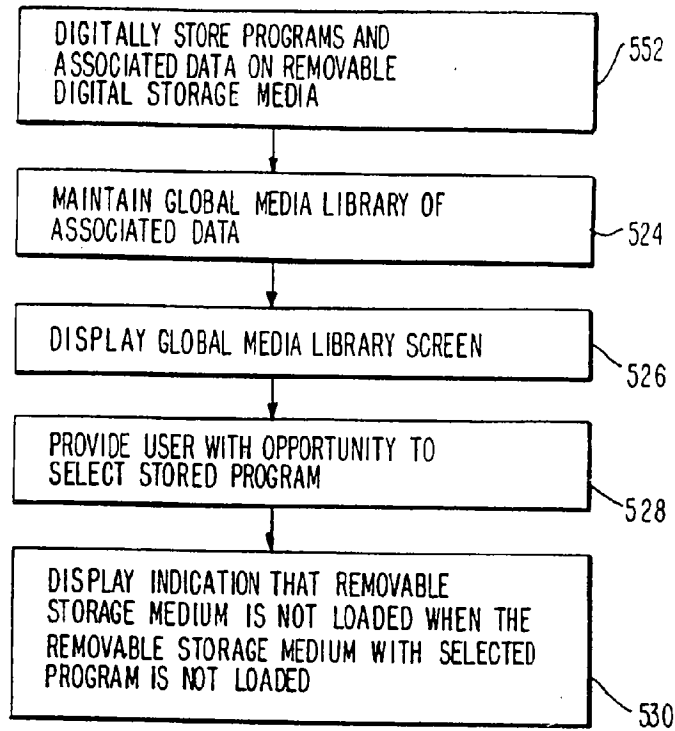 DIGITALLY STORE PROGRAMS AND
ASSOCIATED DATA ON REMOVABLE
DIGITAL STORAGE MEDIA
552
MAINTAIN GLOBAL MEDIA LIBRARY OF
ASSOCIATED DATA
524
DISPLAY GLOBAL MEDIA LIBRARY SCREEN
526
PROVIDE USER WITH OPPORTUNITY TO
SELECT STORED PROGRAM
528
DISPLAY INDICATION THAT REMOVABLE
STORAGE MEDIUM IS NOT LOADED WHEN THE
REMOVABLE STORAGE MEDIUM WITH SELECTED
PROGRAM IS NOT LOADED
530